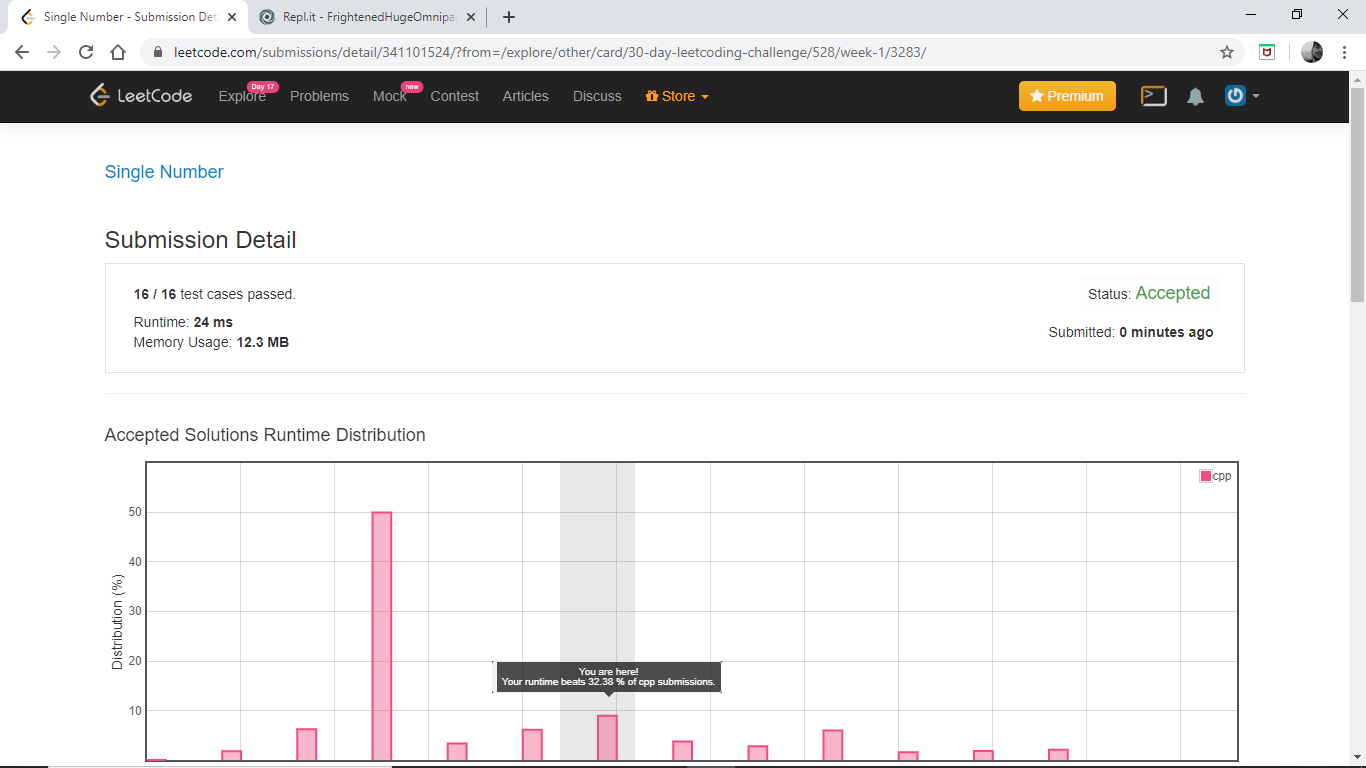 Single Number - Submission Det
Repl.it - FrightenedHugeOmnipa
leetcode.com/submissions/detail/341101524/?from=/explore/other/card/30-day-leetcoding-challenge/528/week-1/3283/
LeetCode Explore Day 17 Problems Mock new Contest Articles Discuss Store Premium
Single Number
Submission Detail
16 / 16 test cases passed.
Status: Accepted
Runtime: 24 ms
Submitted: 0 minutes ago
Memory Usage: 12.3 MB
Accepted Solutions Runtime Distribution
cpp
50
40
30
20
10
Distribution (%)
You are here!
Your runtime beats 32.38 % of cpp submissions.